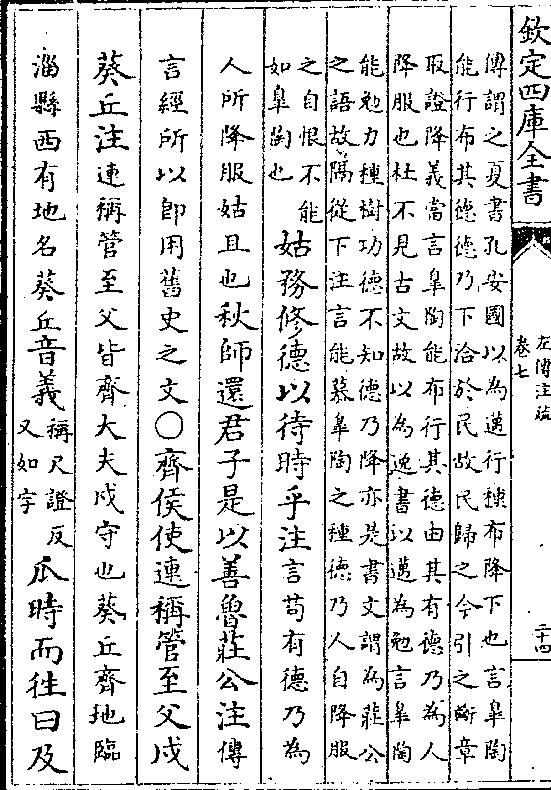 欽定四庫全書
左傳注疏
卷七
二十四
傳謂之夏書孔安國以為邁行種布降下也言臯陶
能行布其德德乃下洽於民故民歸之今引之斷章
取證降義當言臯陶能布行其德由其有德乃為人
降服也杜不見古文故以為逸書以邁為勉言臯陶
能勉力種樹功德不知德乃降亦是書文謂為莊公
之語故隔從下注言能慕臯陶之種德乃人自降服
之自恨不能
如臯陶也
姑務修德以待時乎注言苟有德乃為
人所降服姑且也秋師還君子是以善魯莊公注傳
言經所以即用舊史之文〇齊侯使連稱管至父戍
葵丘注連稱管至父皆齊大夫戍守也葵丘齊地臨
淄縣西有地名葵丘音義
稱尺證反
又如字
瓜時而往曰及